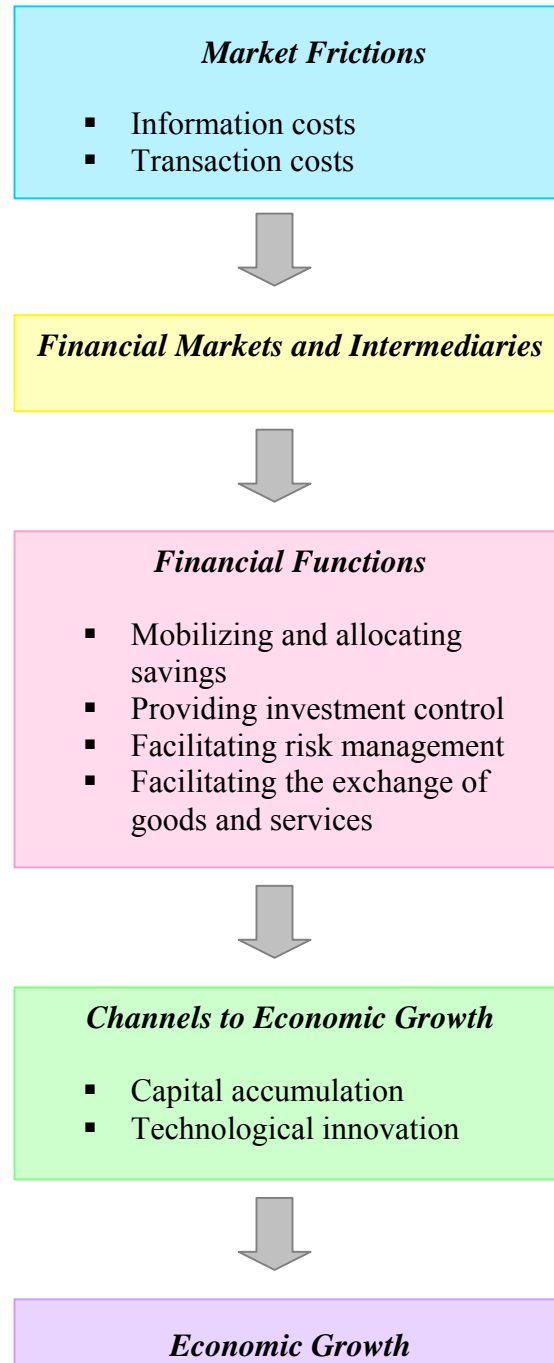 Market Frictions
▪ Information costs
▪ Transaction costs
Financial Markets and Intermediaries
Financial Functions
▪ Mobilizing and allocating
savings
▪ Providing investment control
▪ Facilitating risk management
▪ Facilitating the exchange of
goods and services
Channels to Economic Growth
▪ Capital accumulation
▪ Technological innovation
Economic Growth